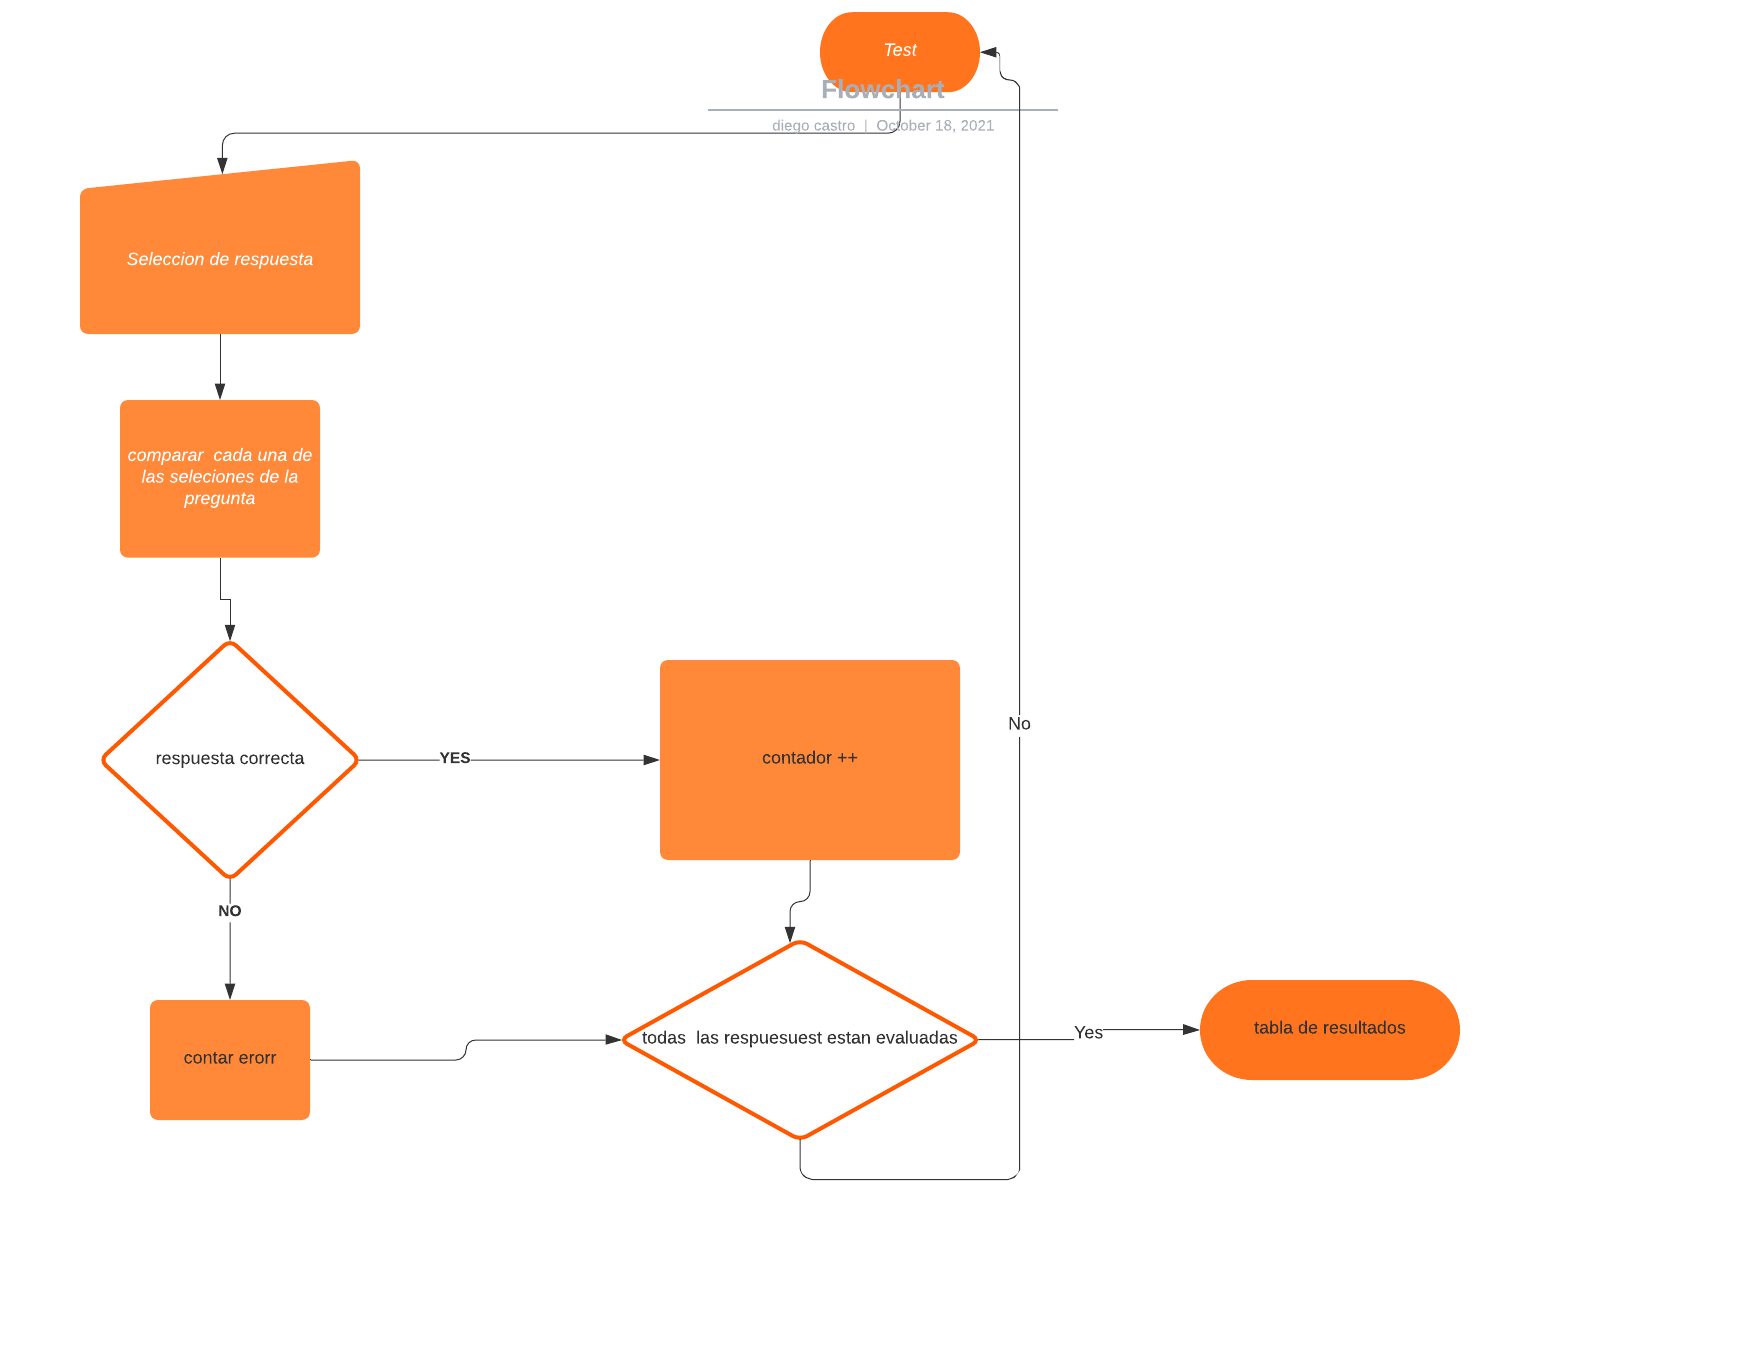 Test
Flowchart
diego castro | October 18, 2021
Seleccion de respuesta
comparar  cada una de
las seleciones de la
pregunta
respuesta correcta
YES
contador ++
No
NO
contar erorr
todas  las respuesuest estan evaluadas
Yes
tabla de resultados